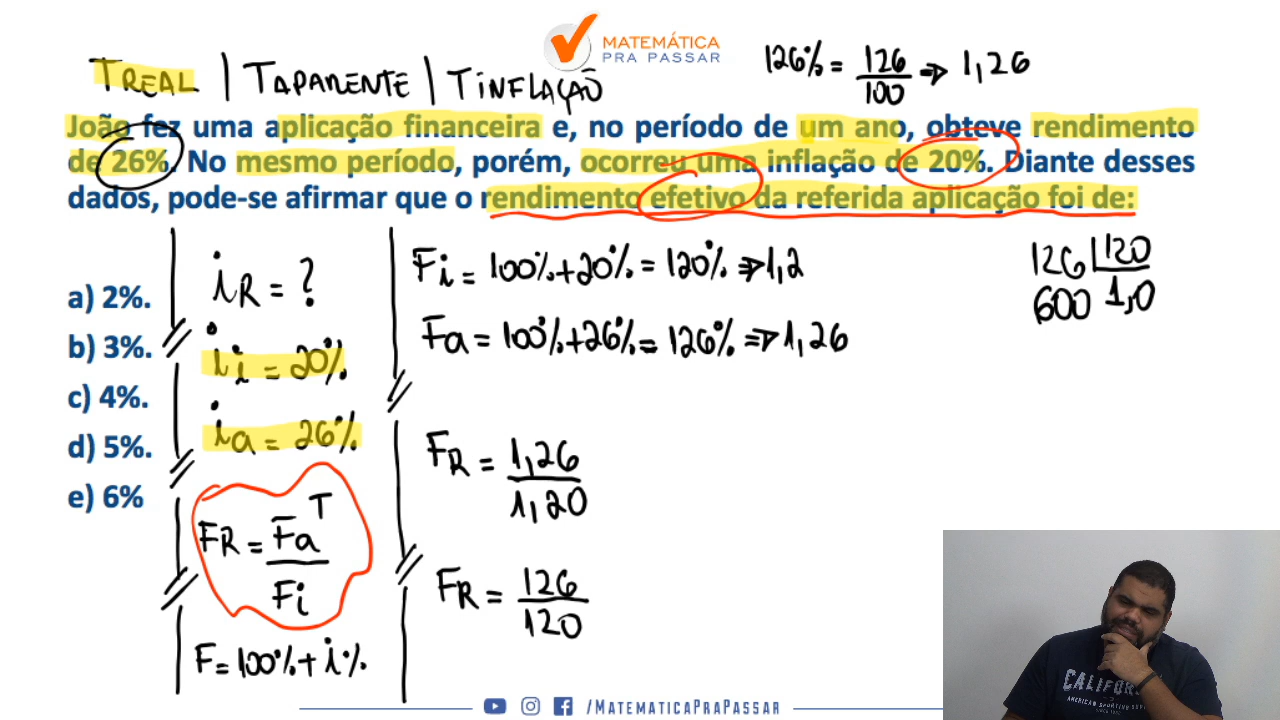 MATEMÁTICA
PRA PASSAR
TREAL | TAPARENTE | TINFLAÇÃO
126% = 126/100 ⇒ 1,26
João fez uma aplicação financeira e, no período de um ano, obteve rendimento
de 26%. No mesmo período, porém, ocorreu uma inflação de 20%. Diante desses
dados, pode-se afirmar que o rendimento efetivo da referida aplicação foi de:
a) 2%.
b) 3%.
c) 4%.
d) 5%.
e) 6%
iR = ?
ii = 20%
ia = 26%
FR = Fa/Fi
T
F = 100% + i%
Fi = 100% + 20% = 120% ⇒ 1,2
Fa = 100% + 26% = 126% ⇒ 1,26
FR = 1,26/1,20
FR = 126/120
126 120
600 1,0
CALIFOR
AMERICAN SPORTING
/MatematicaPraPassar